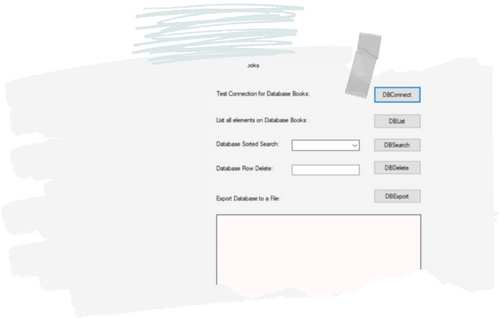 Joks
Test Connection for Database Books:
DBConnect
List all elements on Database Books:
DBList
Database Sorted Search:
DBSearch
Database Row Delete:
DBDelete
Export Database to a File:
DBExport